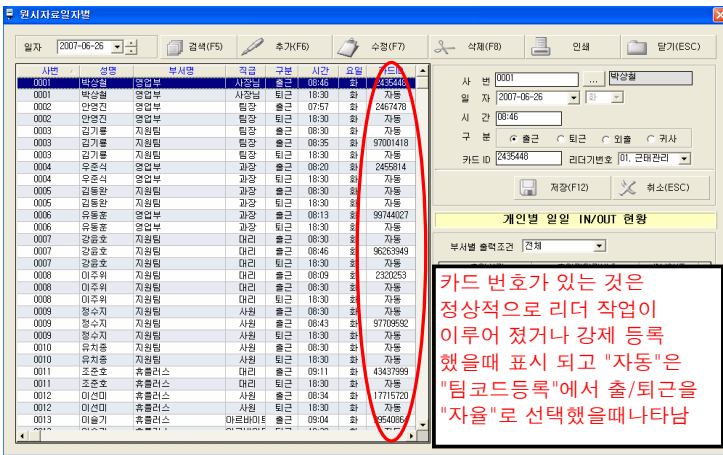 원시자료일자별
일자 2007-06-26 검색(F5) 추가(F6) 수정(F7) 삭제(F8) 인쇄 닫기(ESC)
사번 성명 부서명 직급 구분 시간 요일 카드ID
0001 박상철 영업부 사장님 출근 08:46 화 2435448
0001 박상철 영업부 사장님 퇴근 18:30 화 자동
0002 안영진 영업부 팀장 출근 07:57 화 2467478
0002 안영진 영업부 팀장 퇴근 18:30 화 자동
0003 김기룡 지원팀 팀장 출근 08:30 화 자동
0003 김기룡 지원팀 팀장 출근 08:35 화 97001418
0003 김기룡 지원팀 팀장 퇴근 18:30 화 자동
0004 우준식 영업부 과장 출근 08:20 화 2455814
0004 우준식 영업부 과장 퇴근 18:30 화 자동
0005 김동완 지원팀 과장 출근 08:30 화 자동
0005 김동완 지원팀 과장 퇴근 18:30 화 자동
0006 유동훈 영업부 과장 출근 08:13 화 99744027
0006 유동훈 영업부 과장 퇴근 18:30 화 자동
0007 강윤호 지원팀 대리 출근 08:30 화 자동
0007 강윤호 지원팀 대리 출근 08:46 화 96263949
0007 강윤호 지원팀 대리 퇴근 18:30 화 자동
0008 이주위 지원팀 대리 출근 08:09 화 2320253
0008 이주위 지원팀 대리 출근 08:30 화 자동
0008 이주위 지원팀 대리 퇴근 18:30 화 자동
0009 정수지 지원팀 사원 출근 08:30 화 자동
0009 정수지 지원팀 사원 출근 08:43 화 97709592
0009 정수지 지원팀 사원 퇴근 18:30 화 자동
0010 유치중 지원팀 사원 출근 08:30 화 자동
0010 유치중 지원팀 사원 퇴근 18:30 화 자동
0011 조준호 휴플러스 대리 출근 09:11 화 43437999
0011 조준호 휴플러스 대리 퇴근 18:30 화 자동
0012 이선미 휴플러스 사원 출근 08:34 화 17715720
0012 이선미 휴플러스 사원 퇴근 18:30 화 자동
0013 이슬기 휴플러스 아르바이트 출근 09:04 화 39540864
사 번 0001 ... 박상철
일 자 2007-06-26 화
시 간 08:46
구 분 출근 퇴근 외출 귀사
카드 ID 2435448 리더기번호 01. 근태관리
저장(F12) 취소(ESC)
개인별 일일 IN/OUT 현황
부서별 출력조건 전체
카드 번호가 있는 것은
정상적으로 리더 작업이
이루어 졌거나 강제 등록
했을때 표시 되고 "자동"은
"팀코드등록"에서 출/퇴근을
"자율"로 선택했을때나타남